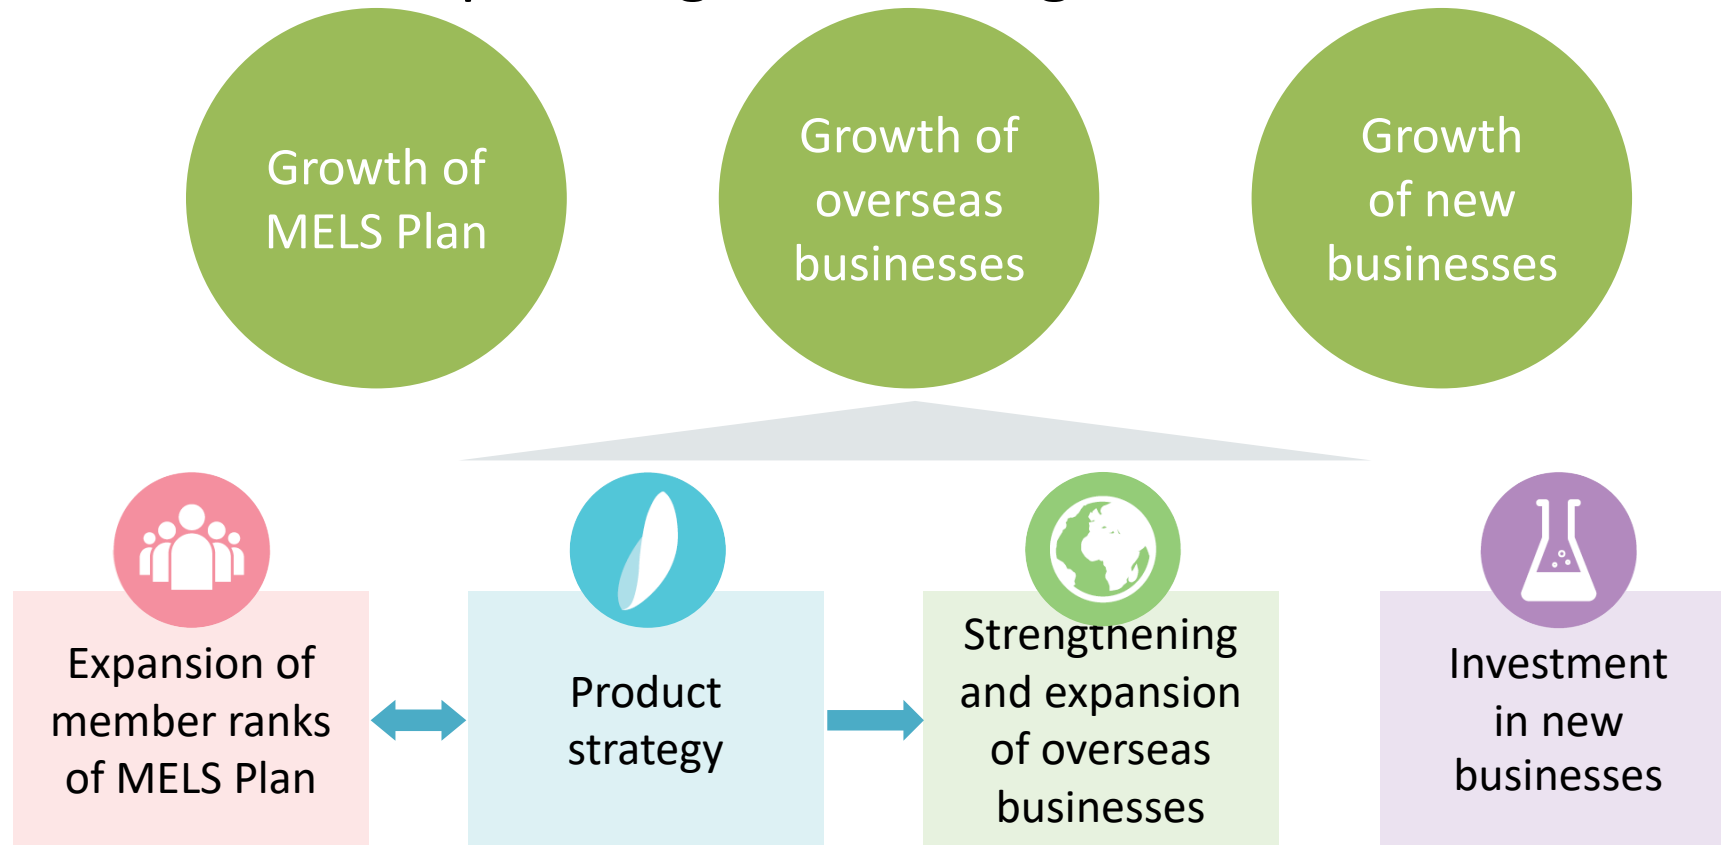 Growth of
MELS Plan
Growth of
overseas
businesses
Growth
of new
businesses
Expansion of
member ranks
of MELS Plan
Product
strategy
Strengthening
and expansion
of overseas
businesses
Investment
in new
businesses